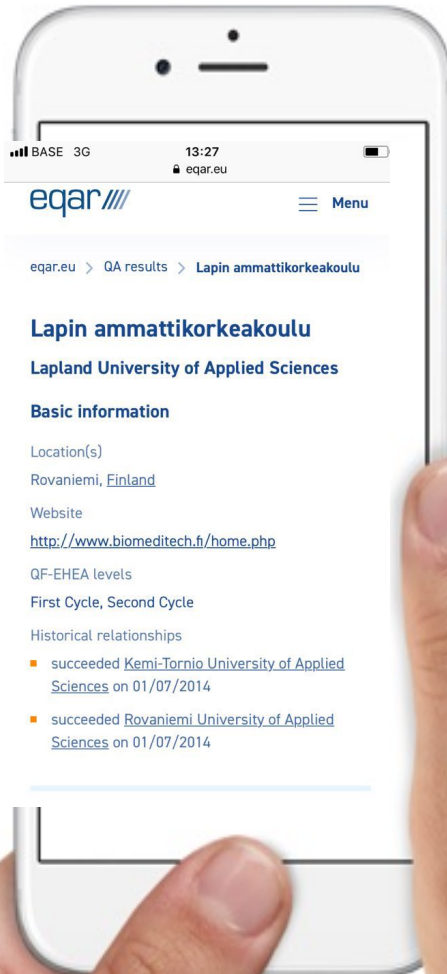 BASE 3G 13:27
eqar.eu
eqar Menu
eqar.eu > QA results > Lapin ammattikorkeakoulu
Lapin ammattikorkeakoulu
Lapland University of Applied Sciences
Basic information
Location(s)
Rovaniemi, Finland
Website
http://www.biomeditech.fi/home.php
QF-EHEA levels
First Cycle, Second Cycle
Historical relationships
succeeded Kemi-Tornio University of Applied
Sciences on 01/07/2014
succeeded Rovaniemi University of Applied
Sciences on 01/07/2014